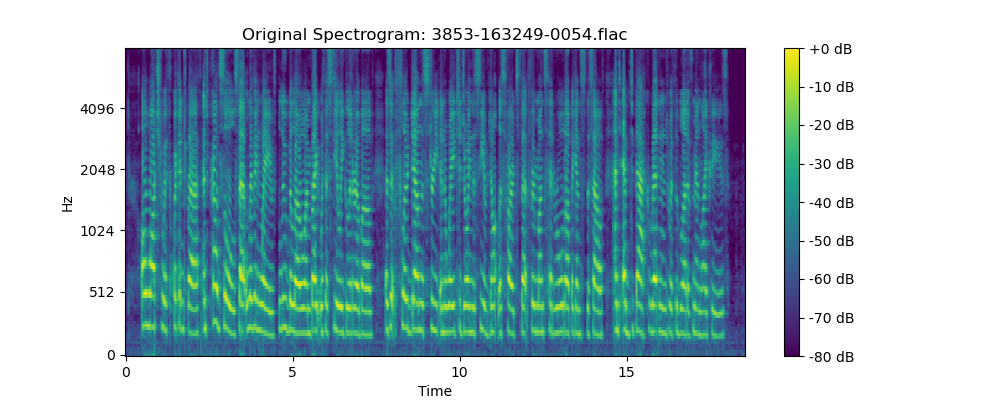 Original Spectrogram: 3853-163249-0054.flac
Hz
4096
2048
1024
512
0
0 5 10 15
Time
+0 dB
-10 dB
-20 dB
-30 dB
-40 dB
-50 dB
-60 dB
-70 dB
-80 dB